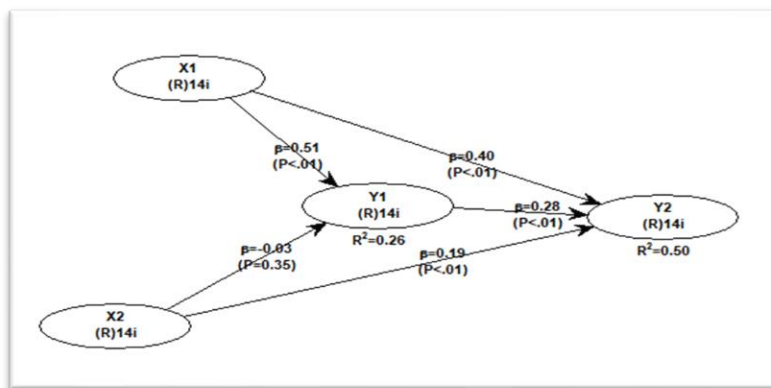 X1
(R)14i
β=0.51
(P<.01)
β=0.40
(P<.01)
Y1
(R)14i
R²=0.26
β=0.28
(P<.01)
Y2
(R)14i
R²=0.50
β=-0.03
(P=0.35)
β=0.19
(P<.01)
X2
(R)14i